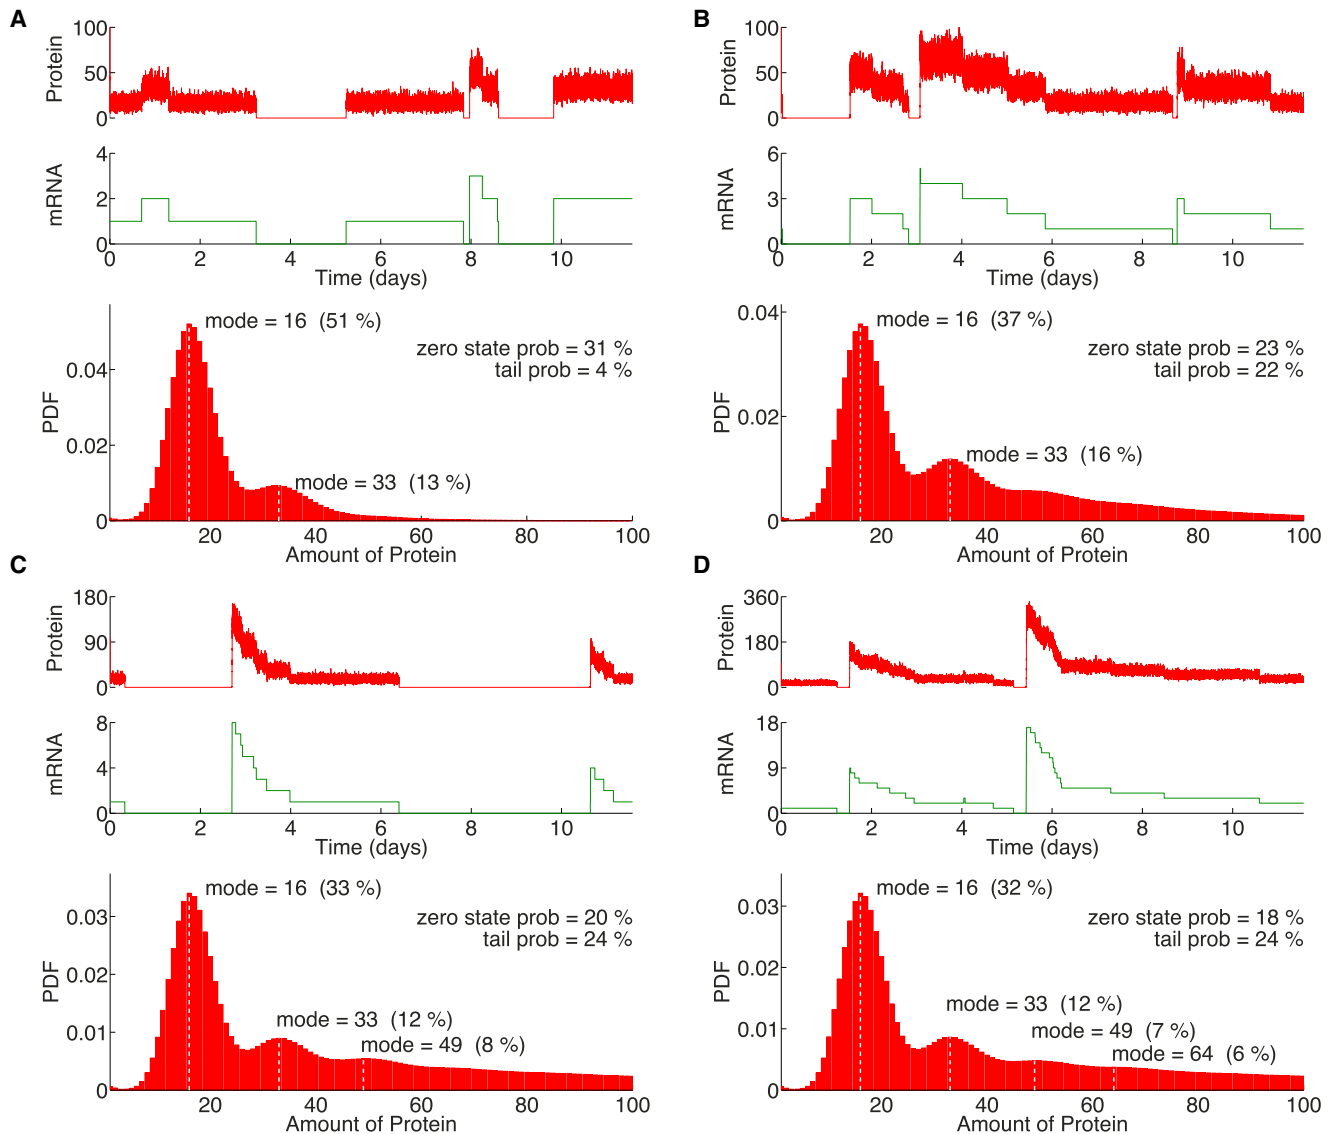 A
Protein
100
50
0
mRNA
4
2
0
0 2 4 6 8 10
Time (days)
PDF
0.04
0.02
0
mode = 16 (51 %)
zero state prob = 31 %
tail prob = 4 %
mode = 33 (13 %)
20 40 60 80 100
Amount of Protein
B
Protein
100
50
0
mRNA
6
3
0
0 2 4 6 8 10
Time (days)
PDF
0.04
0.02
0
mode = 16 (37 %)
zero state prob = 23 %
tail prob = 22 %
mode = 33 (16 %)
20 40 60 80 100
Amount of Protein
C
Protein
180
90
0
mRNA
8
4
0
0 2 4 6 8 10
Time (days)
PDF
0.03
0.02
0.01
0
mode = 16 (33 %)
zero state prob = 20 %
tail prob = 24 %
mode = 33 (12 %)
mode = 49 (8 %)
20 40 60 80 100
Amount of Protein
D
Protein
360
180
0
mRNA
18
9
0
0 2 4 6 8 10
Time (days)
PDF
0.03
0.02
0.01
0
mode = 16 (32 %)
zero state prob = 18 %
tail prob = 24 %
mode = 33 (12 %)
mode = 49 (7 %)
mode = 64 (6 %)
20 40 60 80 100
Amount of Protein